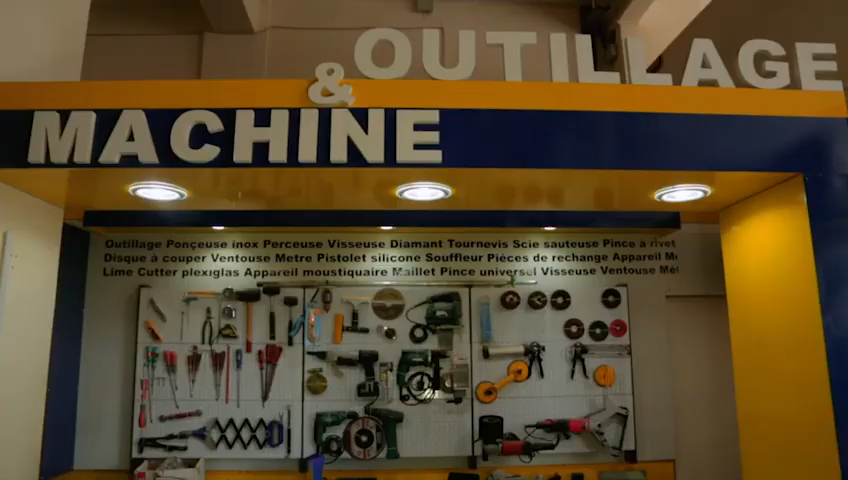 OUTILLAGE
&
MACHINE
Outillage Ponçeuse inox Perceuse Visseuse Diamant Tournevis Scie sauteuse Pince à rivet
Disque à couper Ventouse Metre Pistolet silicone Souffleur Pièces de rechange Appareil
Lime Cutter plexiglas Appareil moustiquaire Maillet Pince universel Visseuse Ventouse